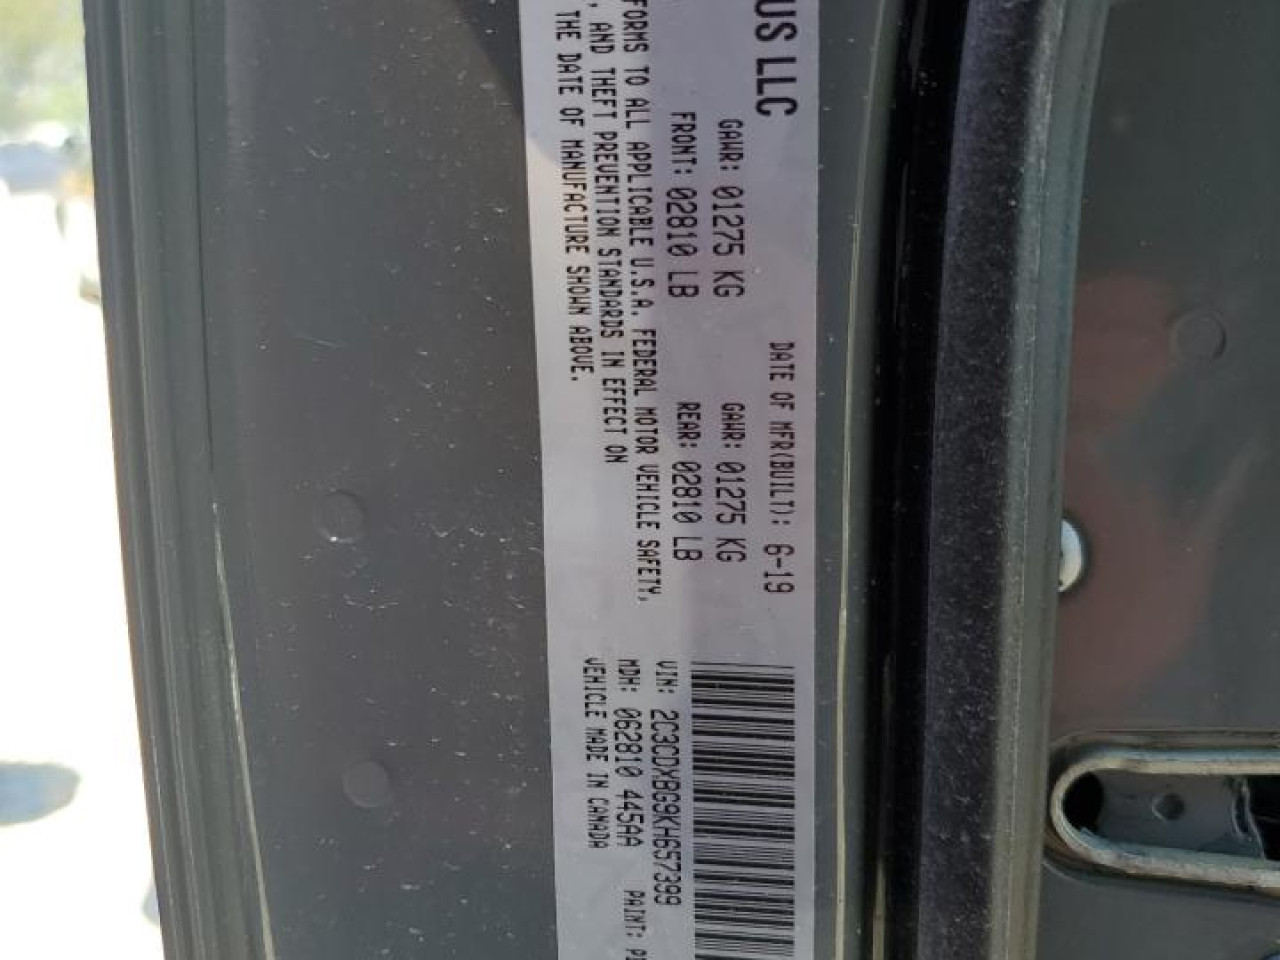 US LLC
DATE OF MFR(BUILT): 6-19
GAWR: 01275 KG
FRONT: 02810 LB
GAWR: 01275 KG
REAR: 02810 LB
FORMS TO ALL APPLICABLE U.S.A. FEDERAL MOTOR VEHICLE SAFETY,
, AND THEFT PREVENTION STANDARDS IN EFFECT ON
THE DATE OF MANUFACTURE SHOWN ABOVE.
VIN: 2C3CDXBG9KH657399
MDH: 062810 445AA PAINT:
VEHICLE MADE IN CANADA